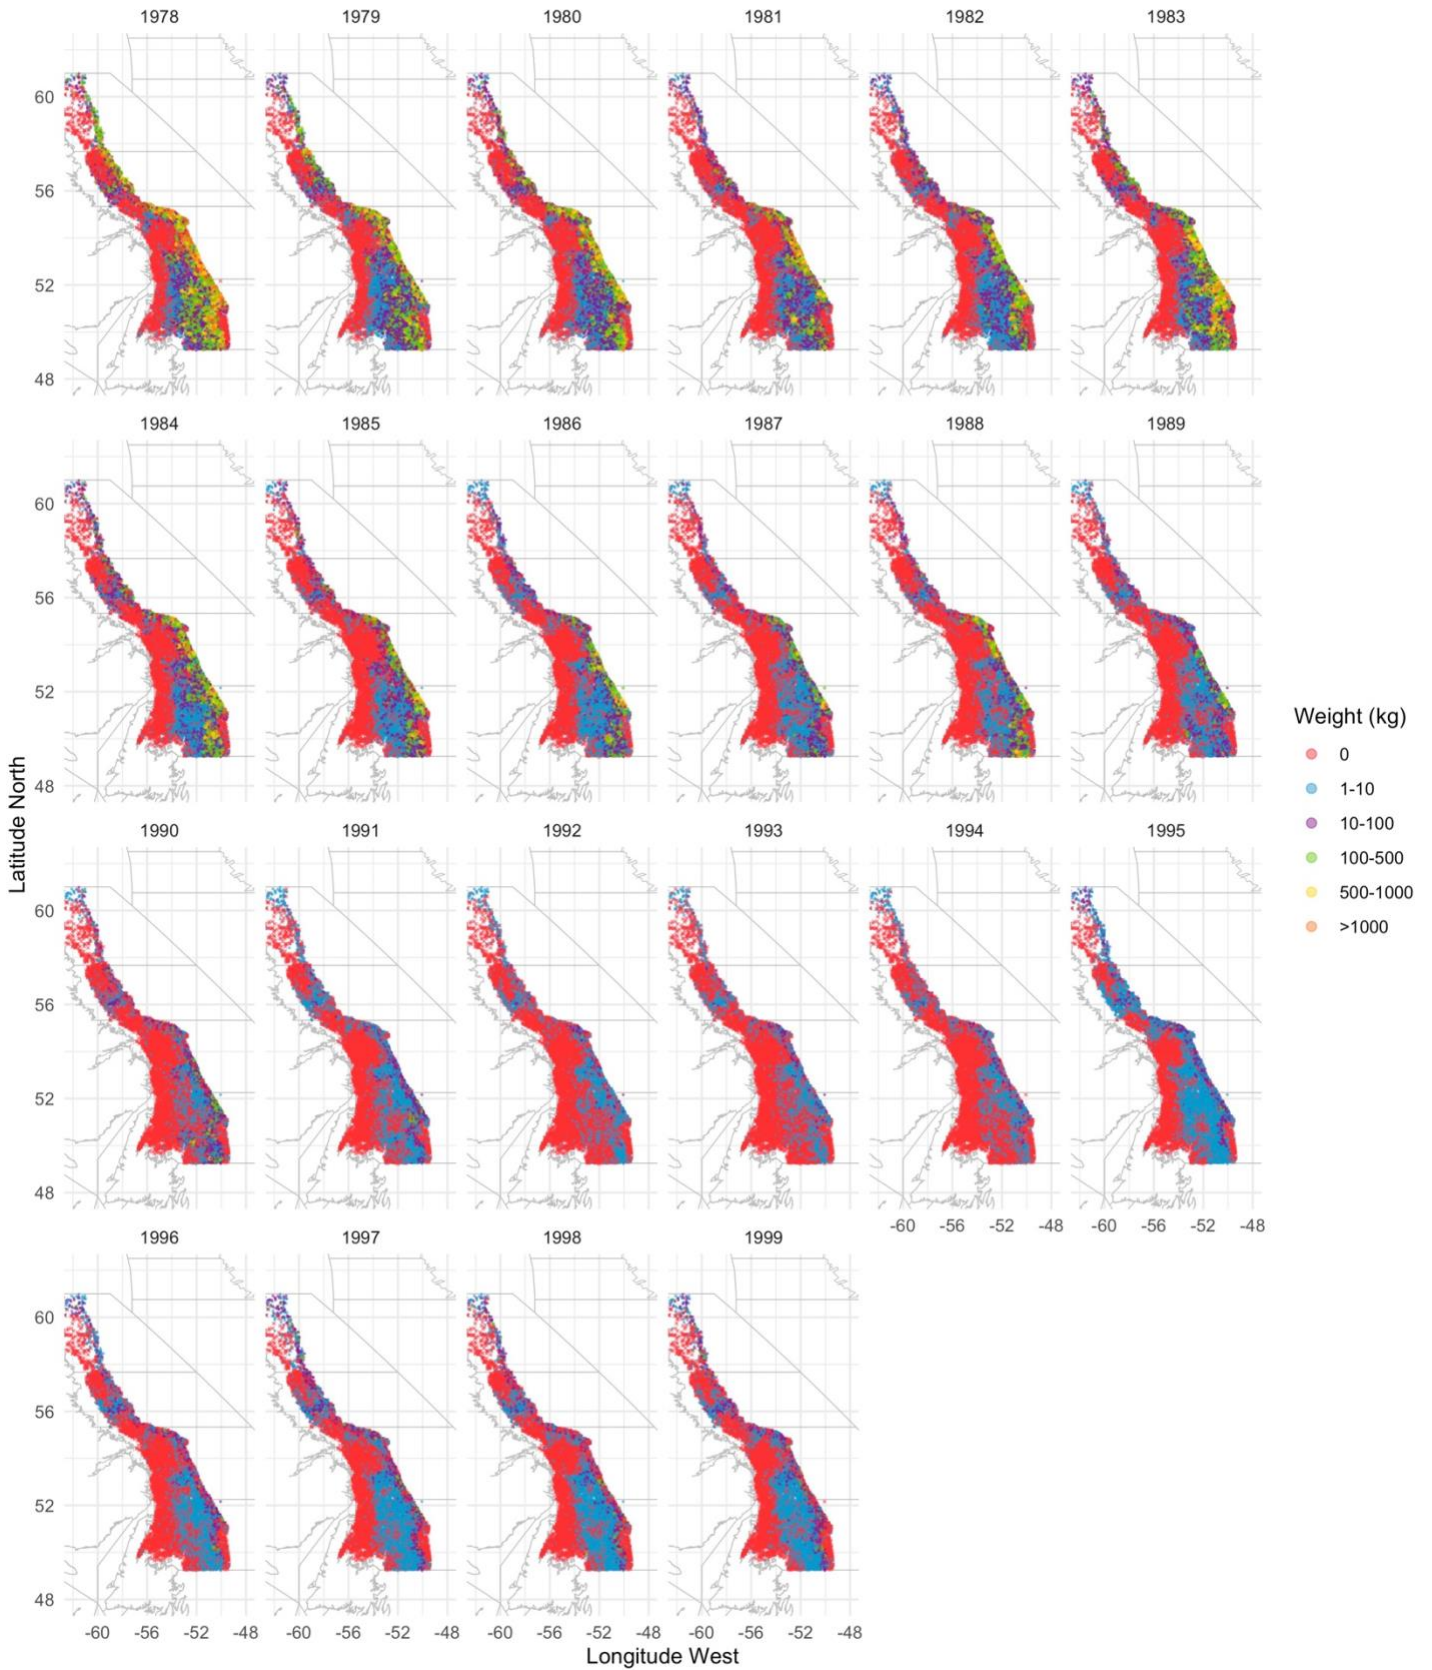 1978 1979 1980 1981 1982 1983
60
56
52
48
1984 1985 1986 1987 1988 1989
60
56
52
48
1990 1991 1992 1993 1994 1995
60
56
52
48
-60 -56 -52 -48 -60 -56 -52 -48
1996 1997 1998 1999
60
56
52
48
-60 -56 -52 -48 -60 -56 -52 -48 -60 -56 -52 -48 -60 -56 -52 -48
Longitude West
Latitude North
Weight (kg)
0
1-10
10-100
100-500
500-1000
>1000